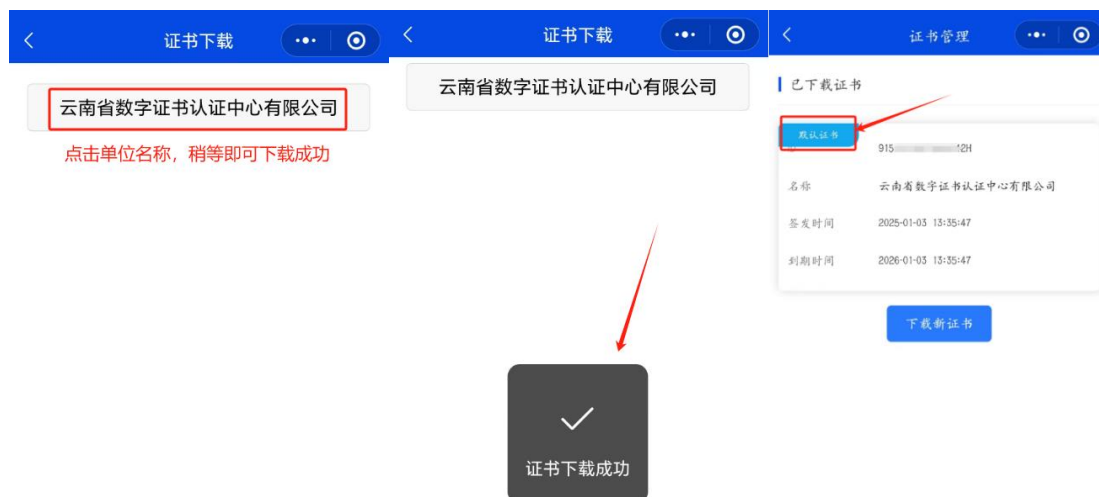 证书下载
云南省数字证书认证中心有限公司
点击单位名称，稍等即可下载成功
证书下载
云南省数字证书认证中心有限公司
证书下载成功
证书管理
已下载证书
默认证书
915 42H
名称 云南省数字证书认证中心有限公司
签发时间 2025-01-03 13:35:47
到期时间 2026-01-03 13:35:47
下载新证书